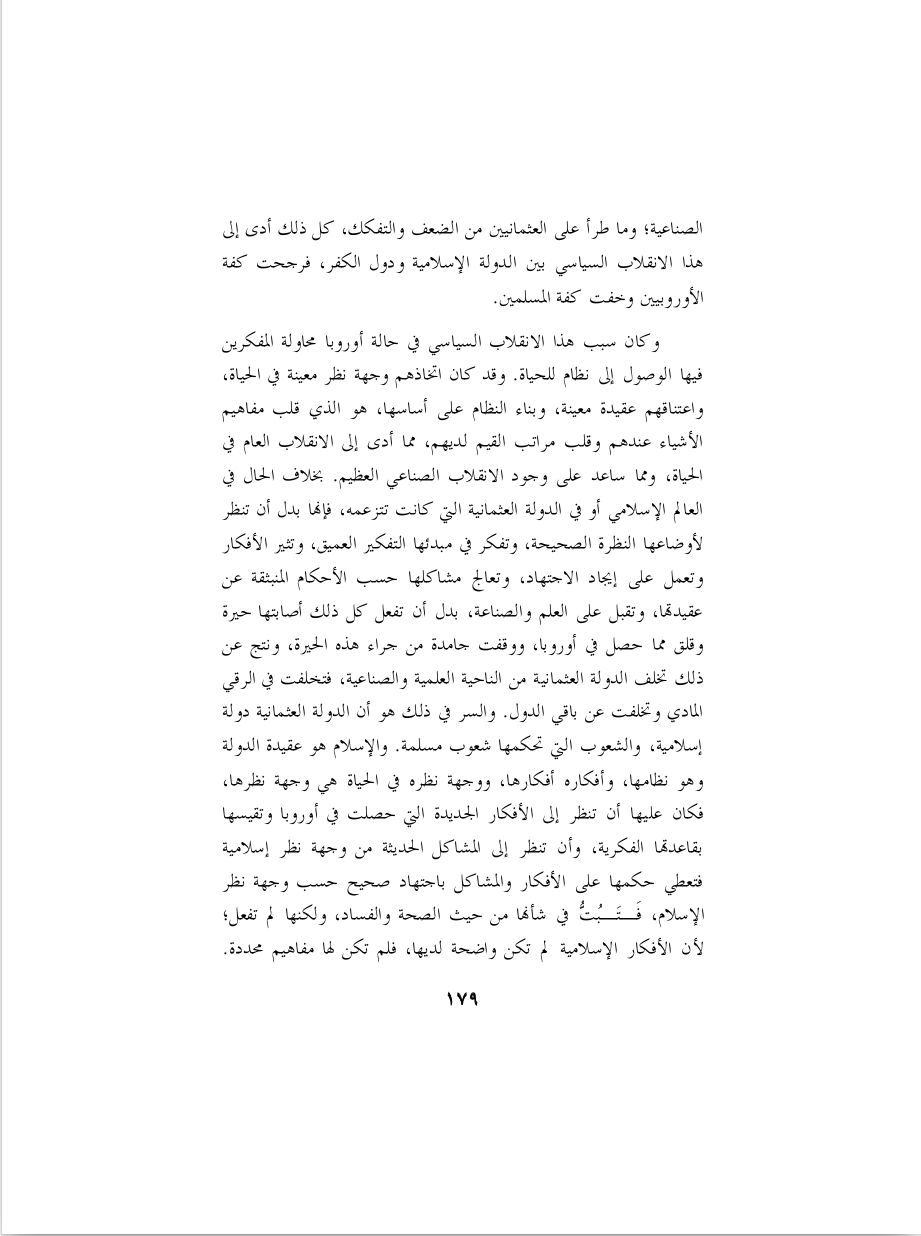 الصناعية؛ وما طرأ على العثمانيين من الضعف والتفكك، كل ذلك أدى إلى
هذا الانقلاب السياسي بين الدولة الإسلامية ودول الكفر، فرجحت كفة
الأوروبيين وخفت كفة المسلمين.
وكان سبب هذا الانقلاب السياسي في حالة أوروبا محاولة المفكرين
فيها الوصول إلى نظام للحياة. وقد كان اتخاذهم وجهة نظر معينة في الحياة،
واعتناقهم عقيدة معينة، وبناء النظام على أساسها، هو الذي قلب مفاهيم
الأشياء عندهم وقلب مراتب القيم لديهم، مما أدى إلى الانقلاب العام في
الحياة، ومما ساعد على وجود الانقلاب الصناعي العظيم. بخلاف الحال في
العالم الإسلامي أو في الدولة العثمانية التي كانت تتزعمه، فإنها بدل أن تنظر
لأوضاعها النظرة الصحيحة، وتفكر في مبدئها التفكير العميق، وتثير الأفكار
وتعمل على إيجاد الاجتهاد، وتعالج مشاكلها حسب الأحكام المنبثقة عن
عقيدتها، وتقبل على العلم والصناعة، بدل أن تفعل كل ذلك أصابتها حيرة
وقلق مما حصل في أوروبا، ووقفت جامدة من جراء هذه الحيرة، ونتج عن
ذلك تخلف الدولة العثمانية من الناحية العلمية والصناعية، فتخلفت في الرقي
المادي وتخلفت عن باقي الدول. والسر في ذلك هو أن الدولة العثمانية دولة
إسلامية، والشعوب التي تحكمها شعوب مسلمة. والإسلام هو عقيدة الدولة
وهو نظامها، وأفكاره أفكارها، ووجهة نظره في الحياة هي وجهة نظرها،
فكان عليها أن تنظر إلى الأفكار الجديدة التي حصلت في أوروبا وتقيسها
بقاعدتها الفكرية، وأن تنظر إلى المشاكل الحديثة من وجهة نظر إسلامية
فتعطي حكمها على الأفكار والمشاكل باجتهاد صحيح حسب وجهة نظر
الإسلام، فَـتَـبُتُّ في شأنها من حيث الصحة والفساد، ولكنها لم تفعل؛
لأن الأفكار الإسلامية لم تكن واضحة لديها، فلم تكن لها مفاهيم محددة.
١٧٩